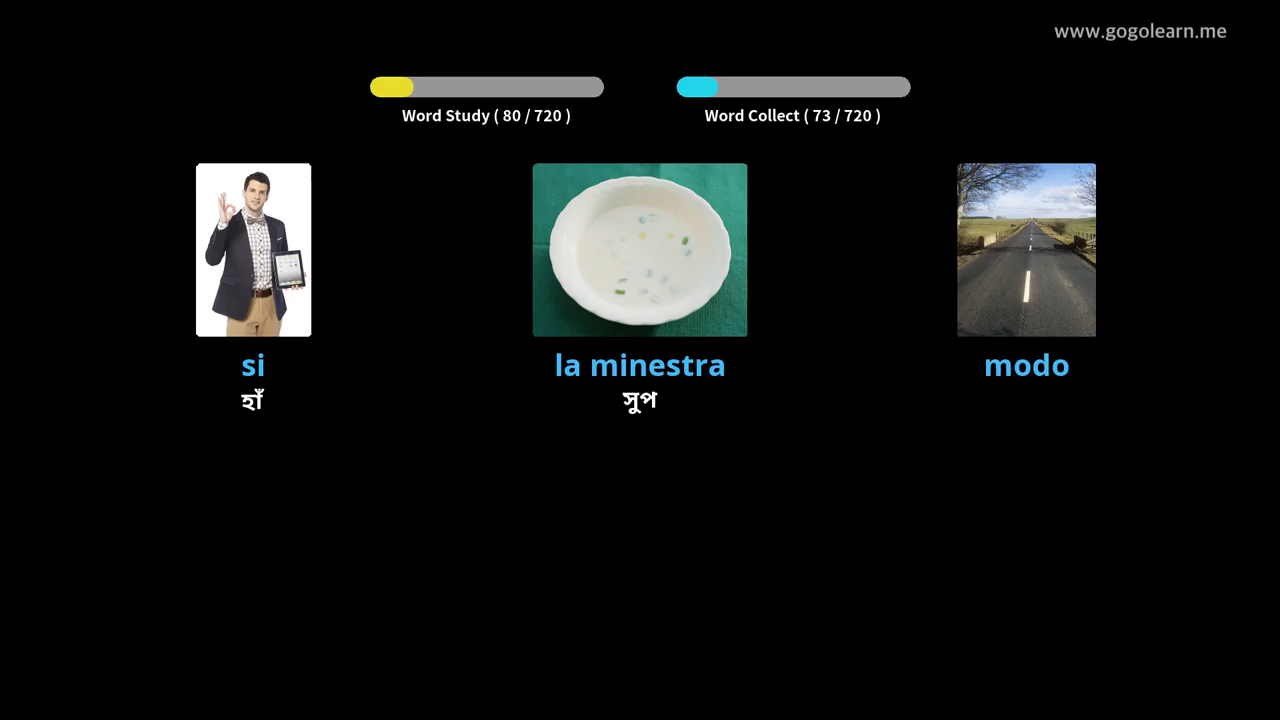 www.gogolearn.me
Word Study ( 80 / 720 )
Word Collect ( 73 / 720 )
si
হাঁ
la minestra
সুপ
modo